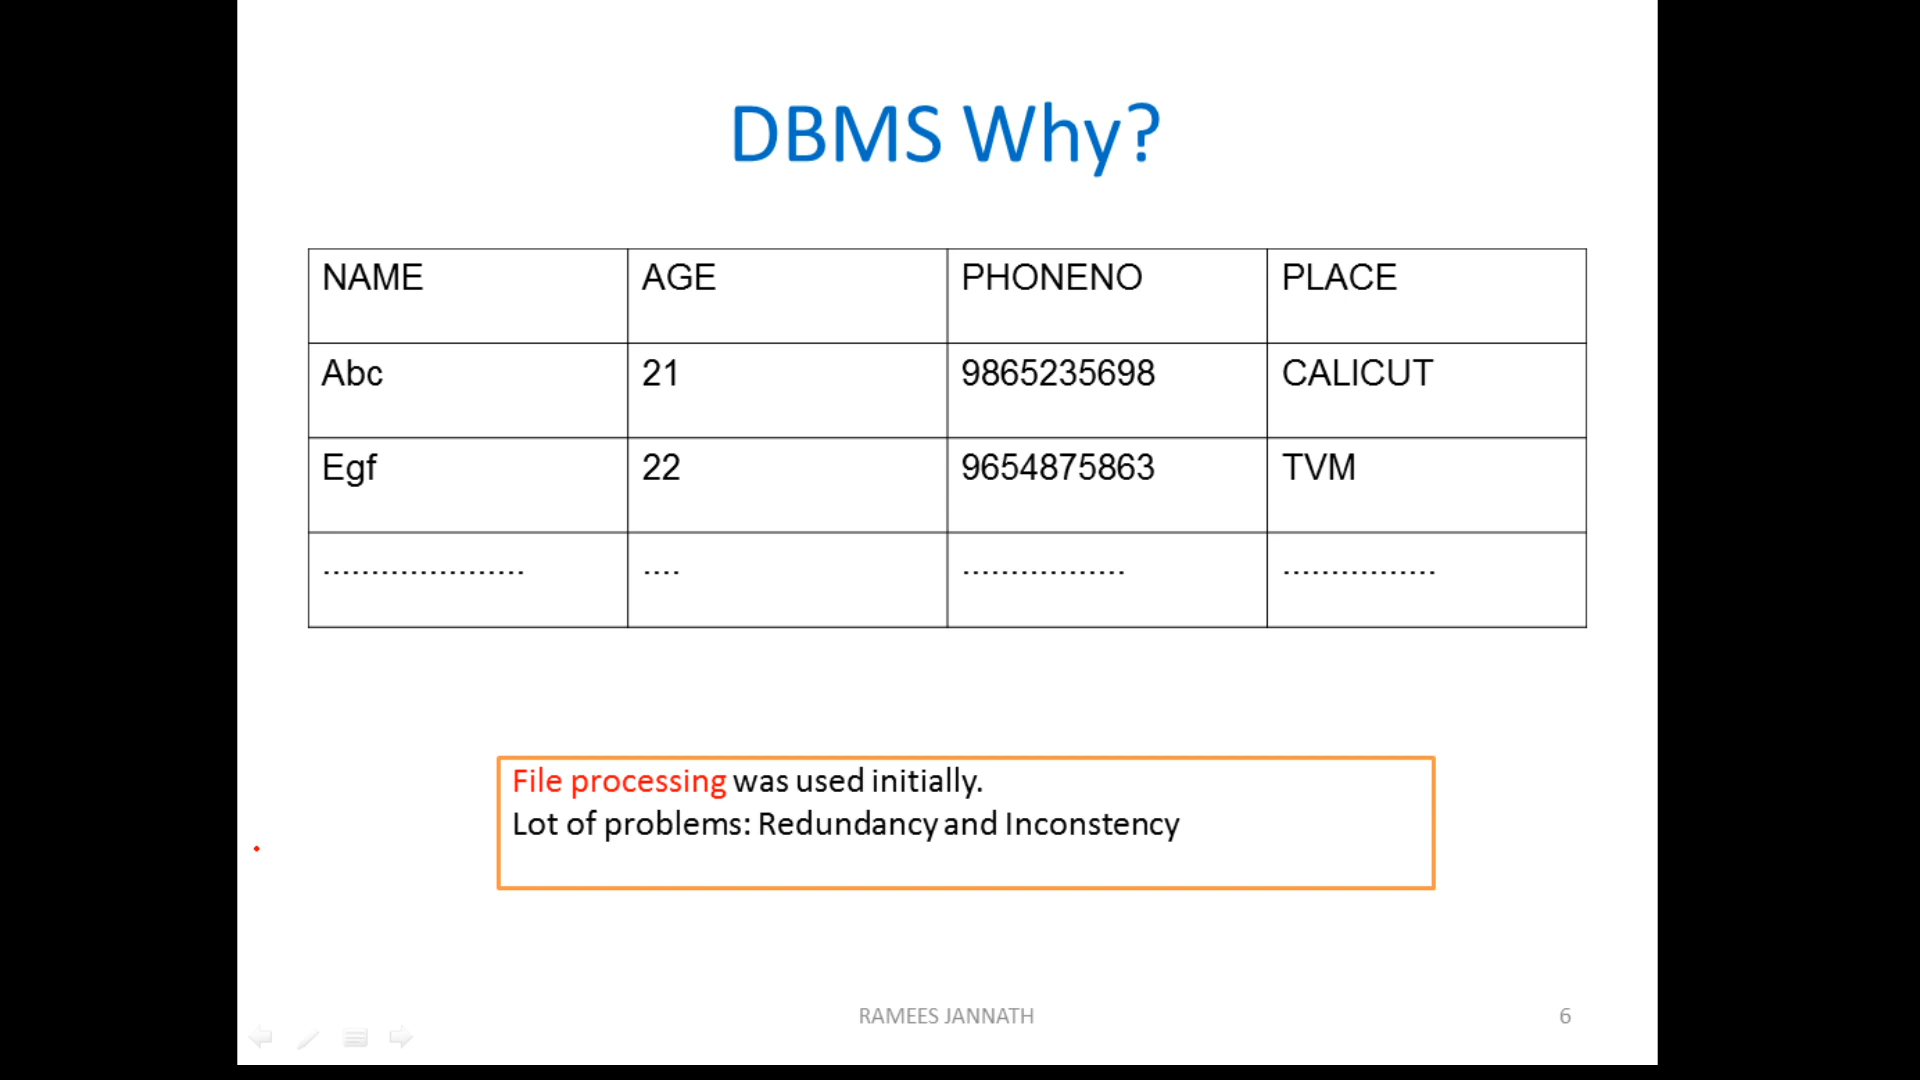 DBMS Why?
NAME AGE PHONENO PLACE
Abc 21 9865235698 CALICUT
Egf 22 9654875863 TVM
..................... .... ................. ................
File processing was used initially.
Lot of problems: Redundancy and Inconstency
RAMEES JANNATH 6